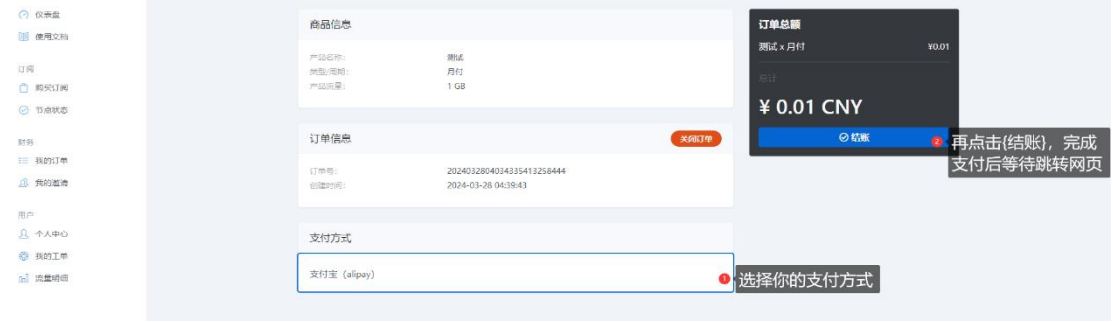 仪表盘
使用文档
订阅
购买订阅
节点状态
财务
我的订单
我的邀请
用户
个人中心
我的工单
流量明细
商品信息
产品名称： 测试
类型/周期： 月付
产品流量： 1 GB
订单信息 关闭订单
订单号： 2024032804034335413258444
创建时间： 2024-03-28 04:39:43
支付方式
支付宝 (alipay)
1 选择你的支付方式
订单总额
测试 x 月付 ¥0.01
总计
¥ 0.01 CNY
结账
2 再点击{结账}，完成
支付后等待跳转网页